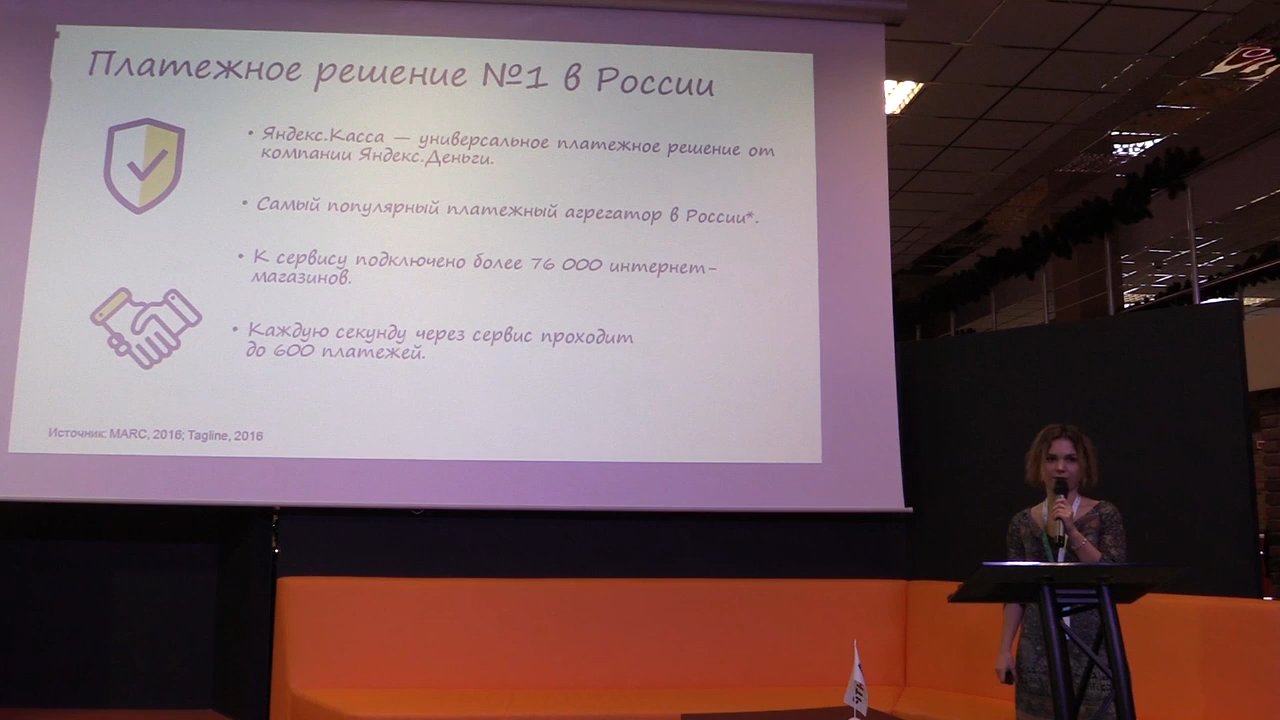 Платежное решение №1 в России
• Яндекс.Касса — универсальное платежное решение от
компании Яндекс.Деньги.
• Самый популярный платежный агрегатор в России*.
• К сервису подключено более 76 000 интернет-
магазинов.
• Каждую секунду через сервис проходит
до 600 платежей.
Источник: MARC, 2016; Tagline, 2016